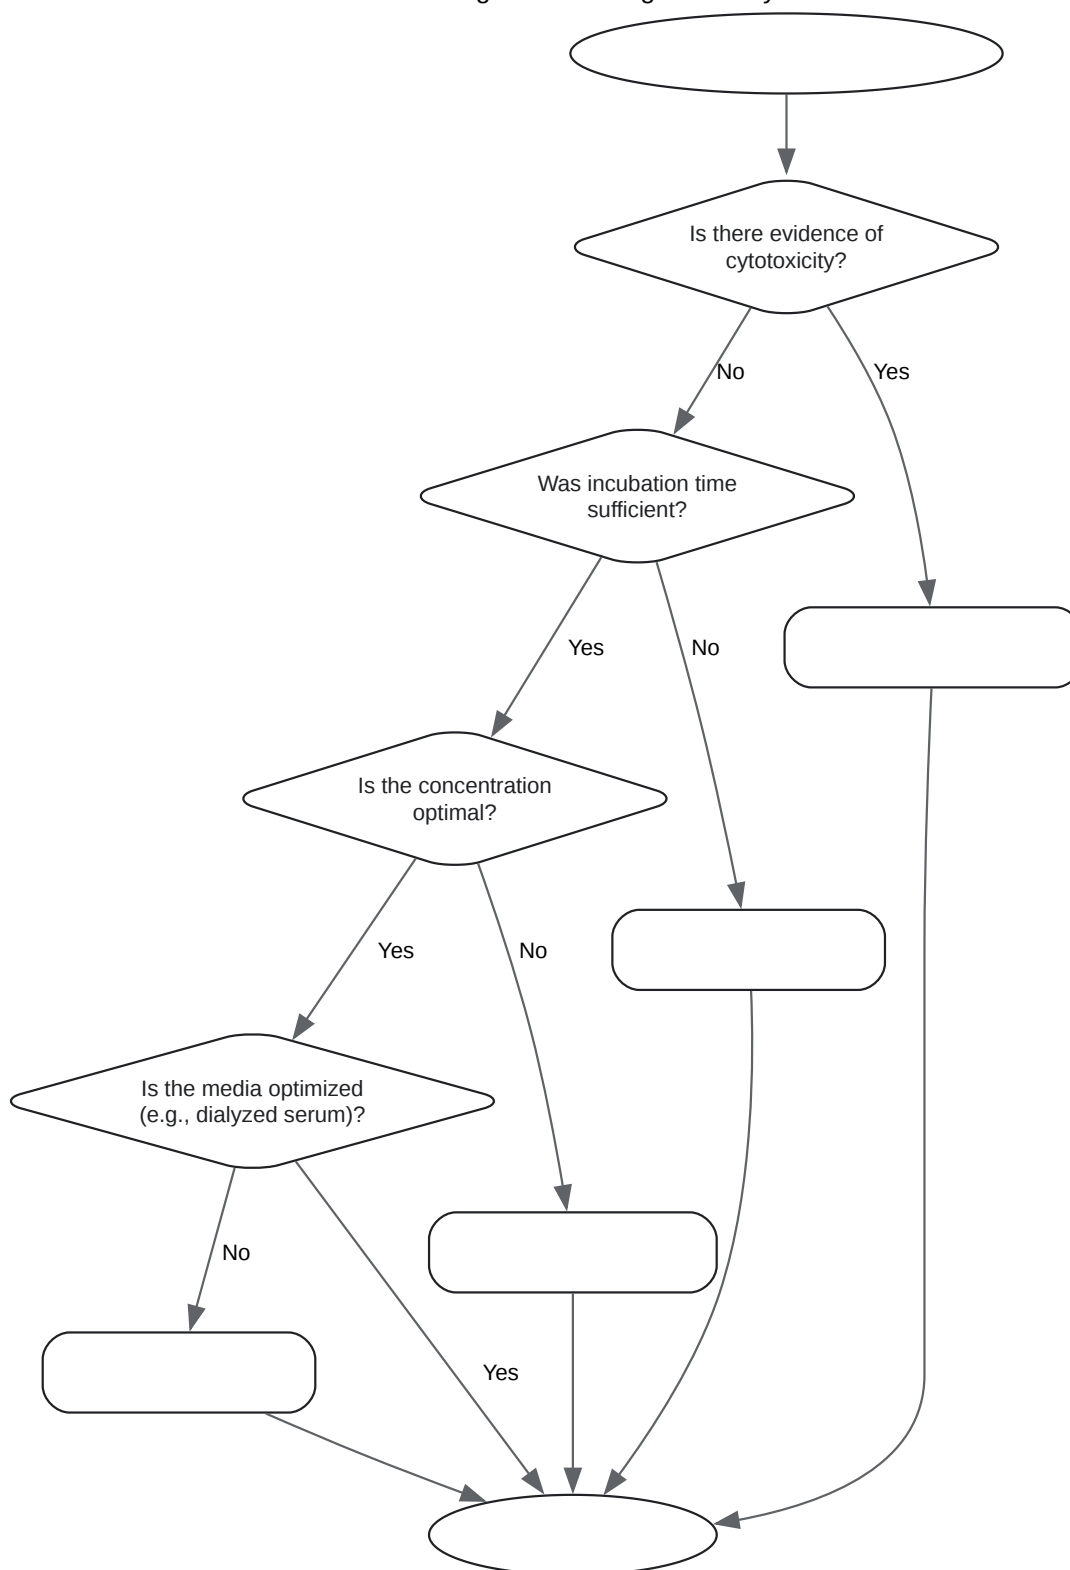 Is there evidence of
cytotoxicity?
No
Yes
Was incubation time
sufficient?
Yes
No
Is the concentration
optimal?
Yes
No
Is the media optimized
(e.g., dialyzed serum)?
No
Yes